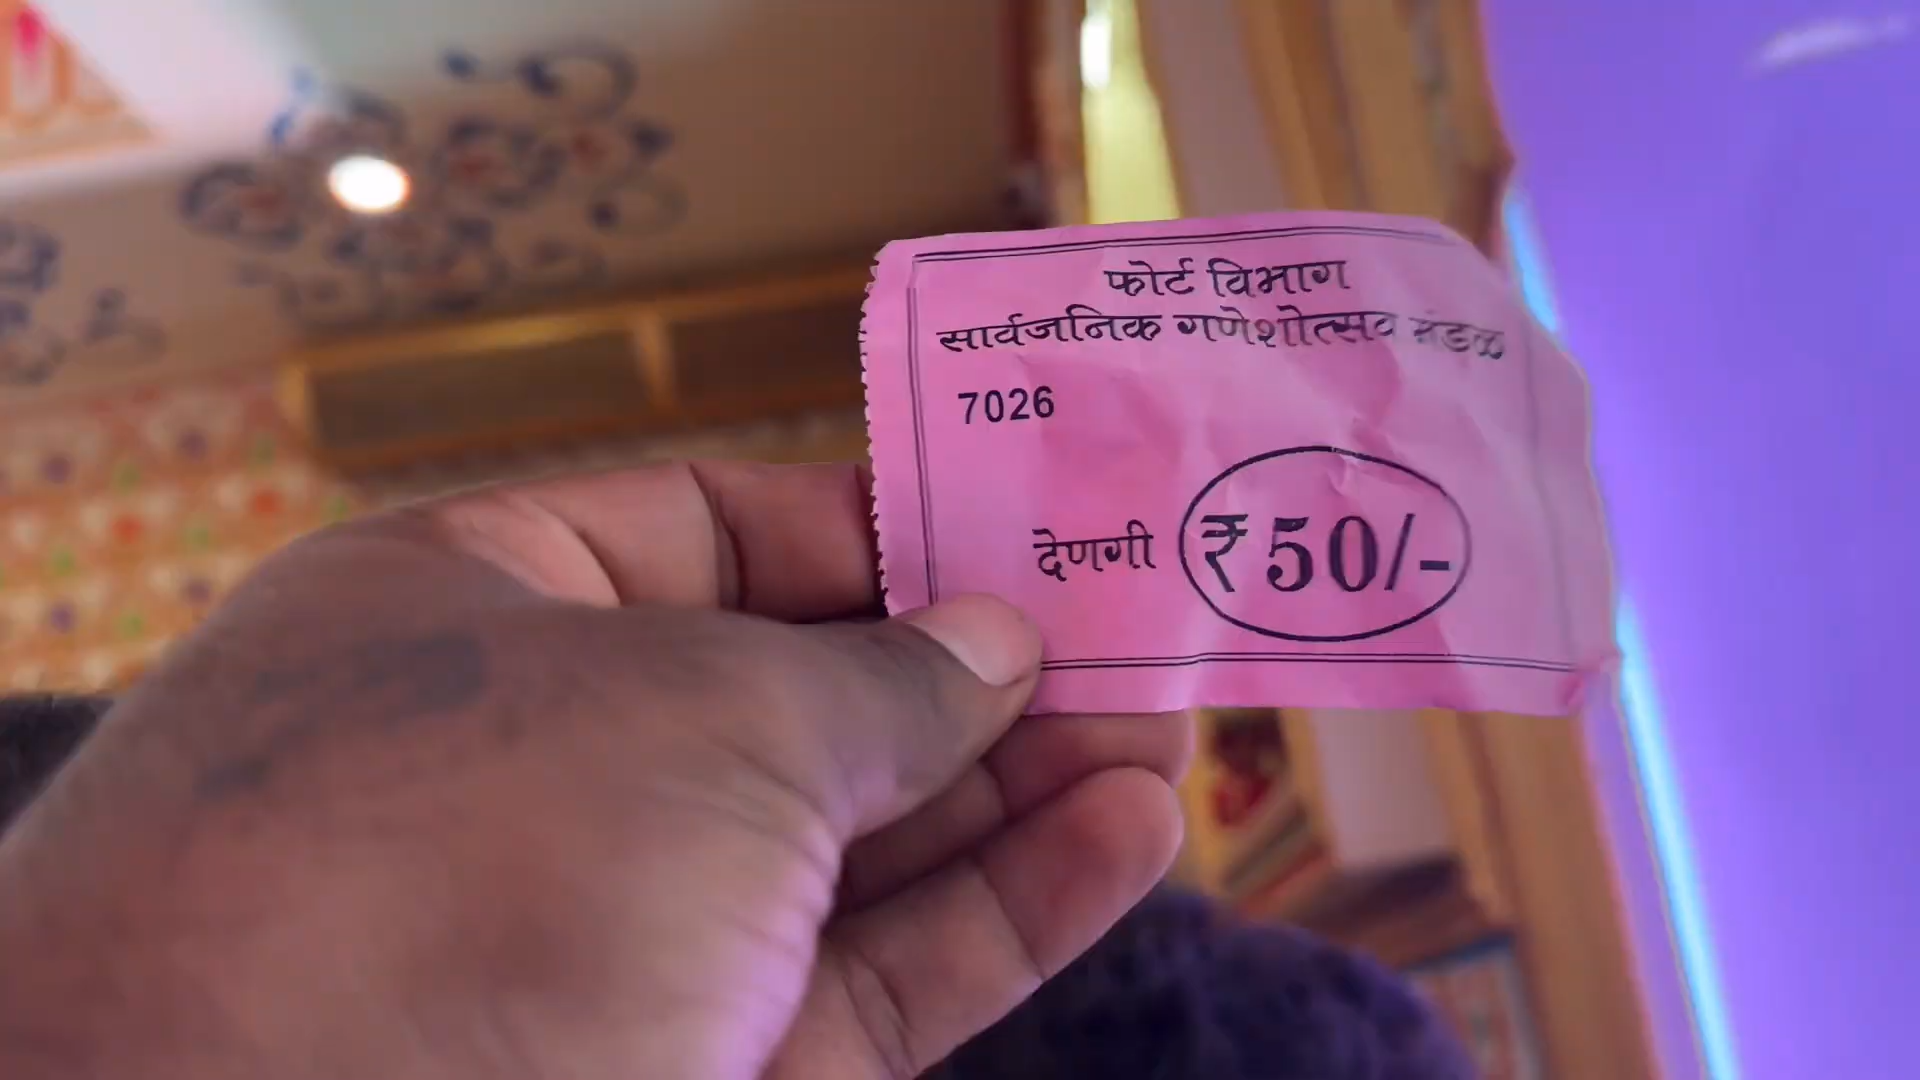 फोर्ट विभाग
सार्वजनिक गणेशोत्सव मंडळ
7026
देणगी ₹50/-